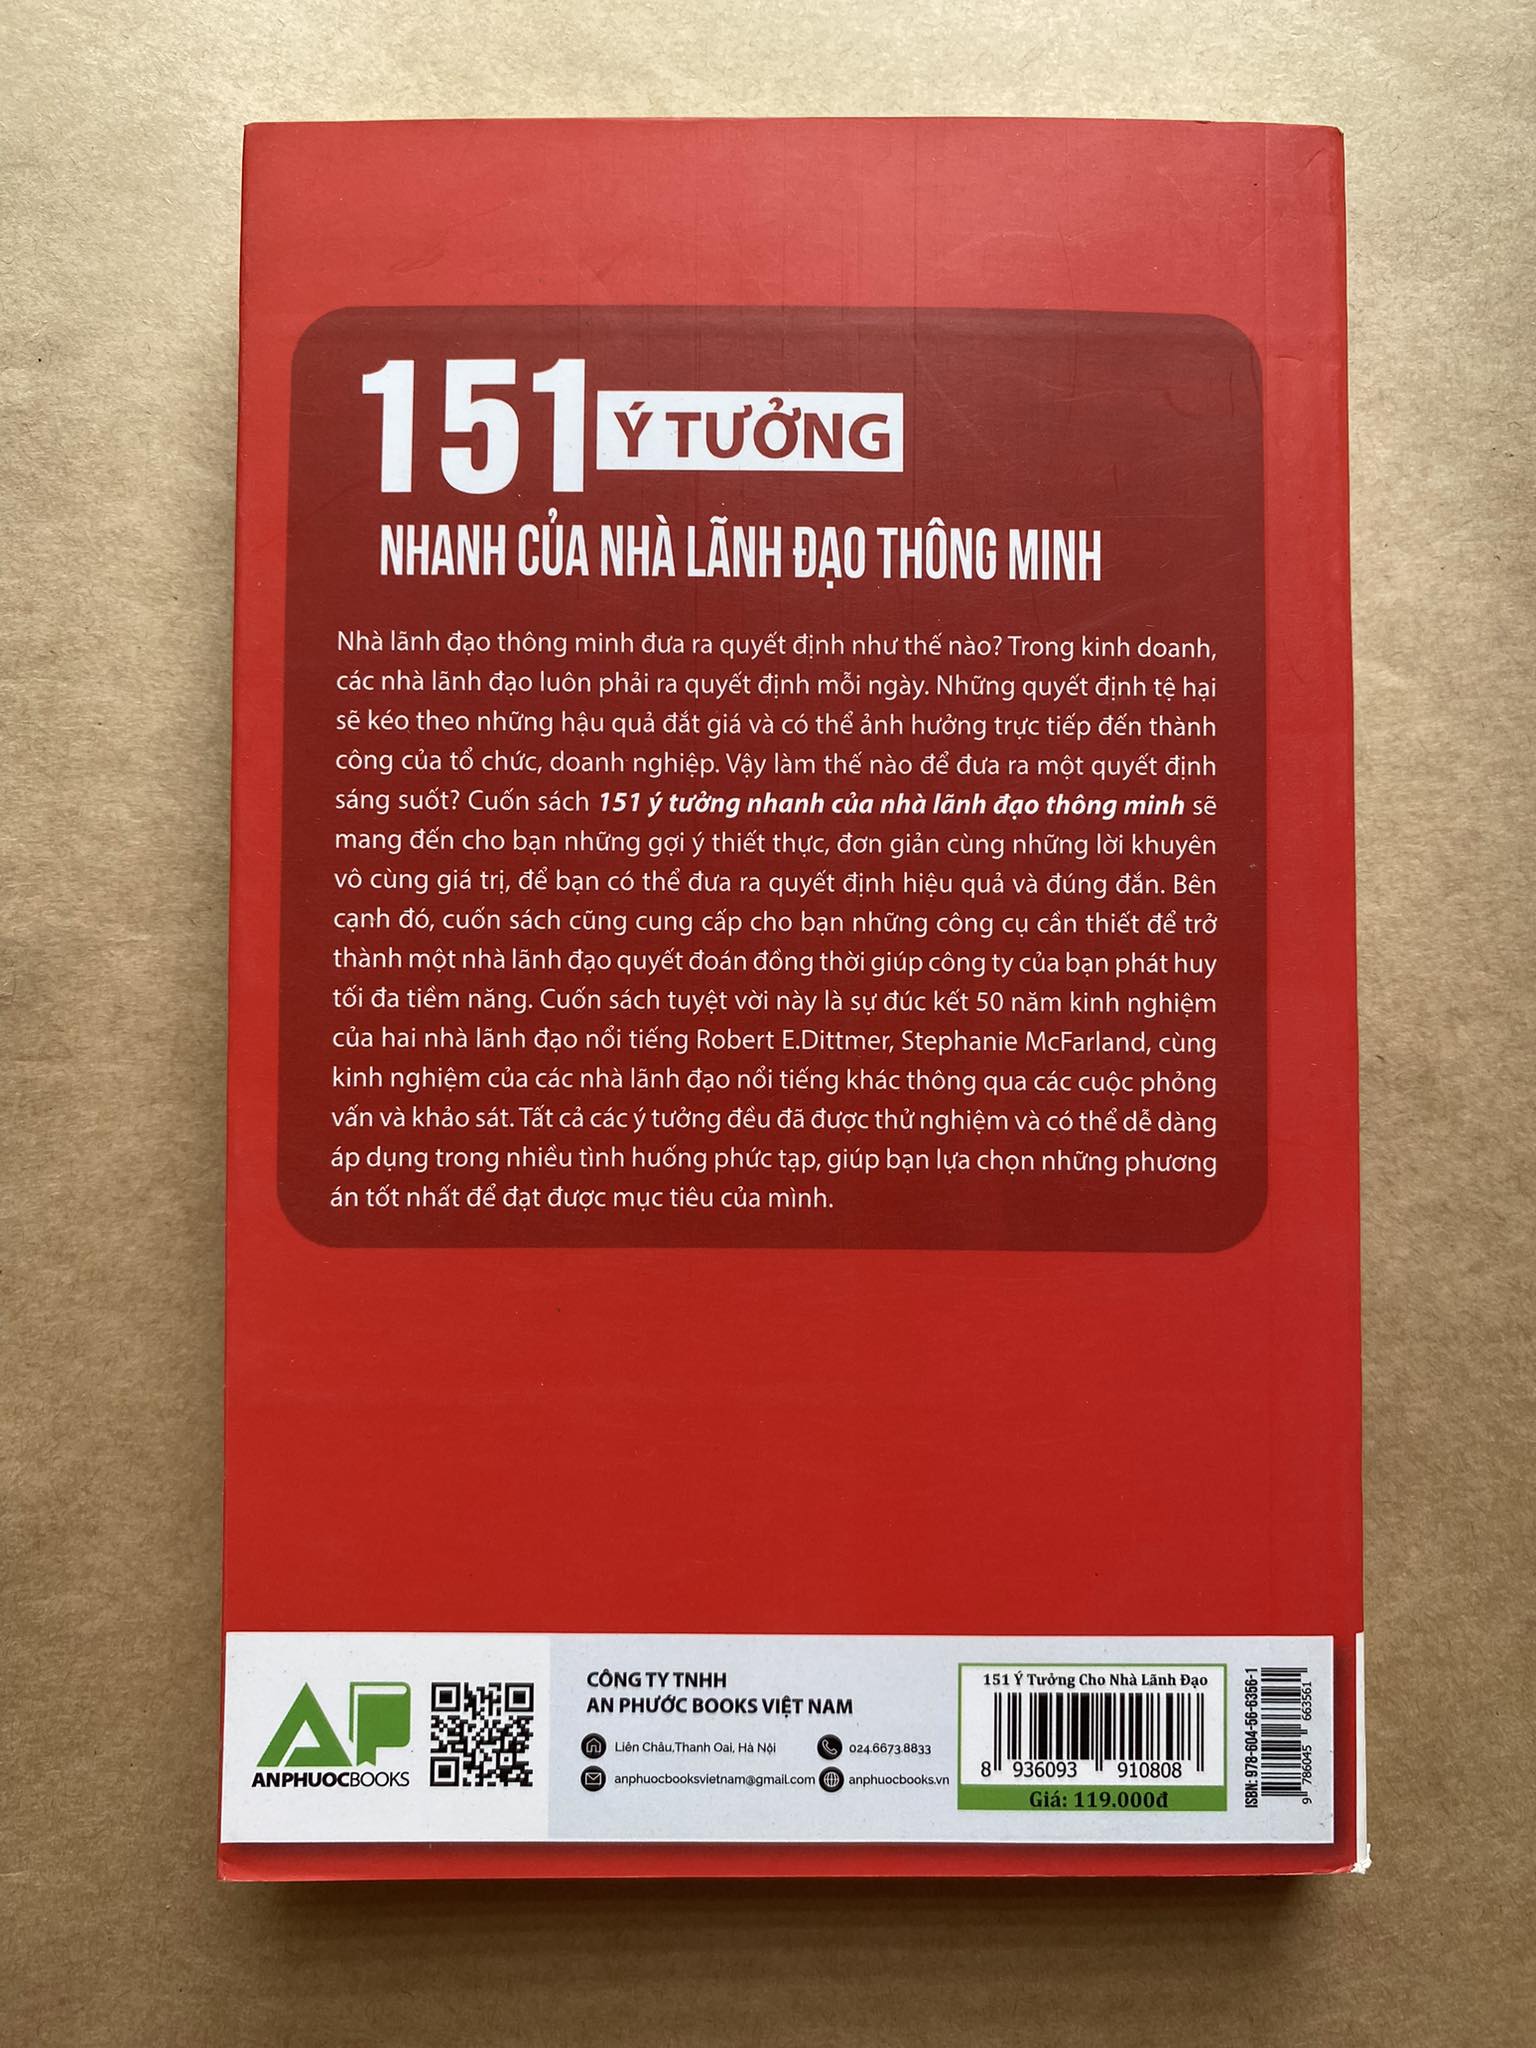 151 Ý TƯỞNG
NHANH CỦA NHÀ LÃNH ĐẠO THÔNG MINH
Nhà lãnh đạo thông minh đưa ra quyết định như thế nào? Trong kinh doanh,
các nhà lãnh đạo luôn phải ra quyết định mỗi ngày. Những quyết định tệ hại
sẽ kéo theo những hậu quả đắt giá và có thể ảnh hưởng trực tiếp đến thành
công của tổ chức, doanh nghiệp. Vậy làm thế nào để đưa ra một quyết định
sáng suốt? Cuốn sách 151 ý tưởng nhanh của nhà lãnh đạo thông minh sẽ
mang đến cho bạn những gợi ý thiết thực, đơn giản cùng những lời khuyên
vô cùng giá trị, để bạn có thể đưa ra quyết định hiệu quả và đúng đắn. Bên
cạnh đó, cuốn sách cũng cung cấp cho bạn những công cụ cần thiết để trở
thành một nhà lãnh đạo quyết đoán đồng thời giúp công ty của bạn phát huy
tối đa tiềm năng. Cuốn sách tuyệt vời này là sự đúc kết 50 năm kinh nghiệm
của hai nhà lãnh đạo nổi tiếng Robert E.Dittmer, Stephanie McFarland, cùng
kinh nghiệm của các nhà lãnh đạo nổi tiếng khác thông qua các cuộc phỏng
vấn và khảo sát. Tất cả các ý tưởng đều đã được thử nghiệm và có thể dễ dàng
áp dụng trong nhiều tình huống phức tạp, giúp bạn lựa chọn những phương
án tốt nhất để đạt được mục tiêu của mình.
AP
ANPHUOCBOOKS
CÔNG TY TNHH
AN PHƯỚC BOOKS VIỆT NAM
Liên Châu,Thanh Oai, Hà Nội
024.6673.8833
anphuocbooksvietnam@gmail.com
anphuocbooks.vn
151 Ý Tưởng Cho Nhà Lãnh Đạo
8 936093 910808
Giá: 119.000đ
ISBN: 978-604-56-6356-1
9 786045 663561